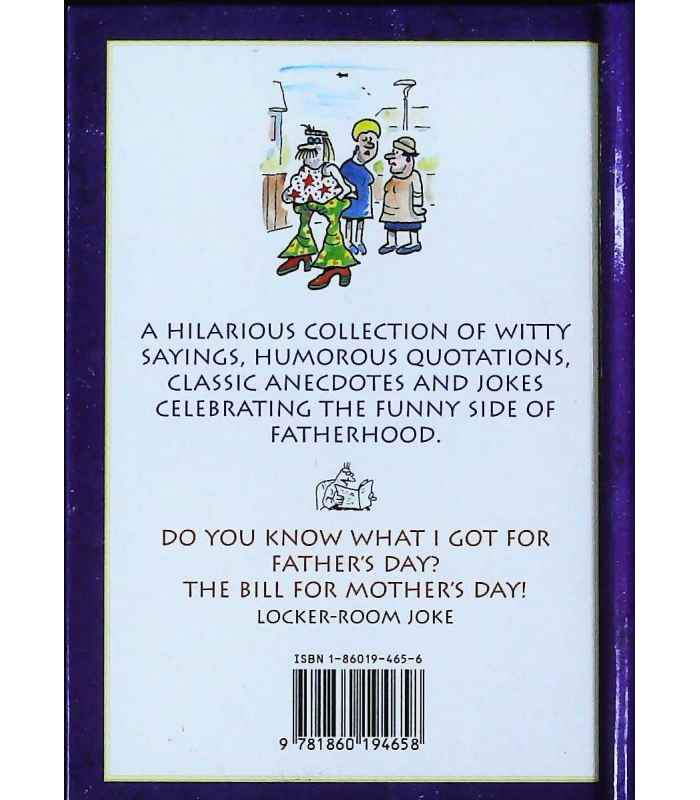 A HILARIOUS COLLECTION OF WITTY
SAYINGS, HUMOROUS QUOTATIONS,
CLASSIC ANECDOTES AND JOKES
CELEBRATING THE FUNNY SIDE OF
FATHERHOOD.
DO YOU KNOW WHAT I GOT FOR
FATHER'S DAY?
THE BILL FOR MOTHER'S DAY!
LOCKER-ROOM JOKE
ISBN 1-86019-465-6
9 781860 194658